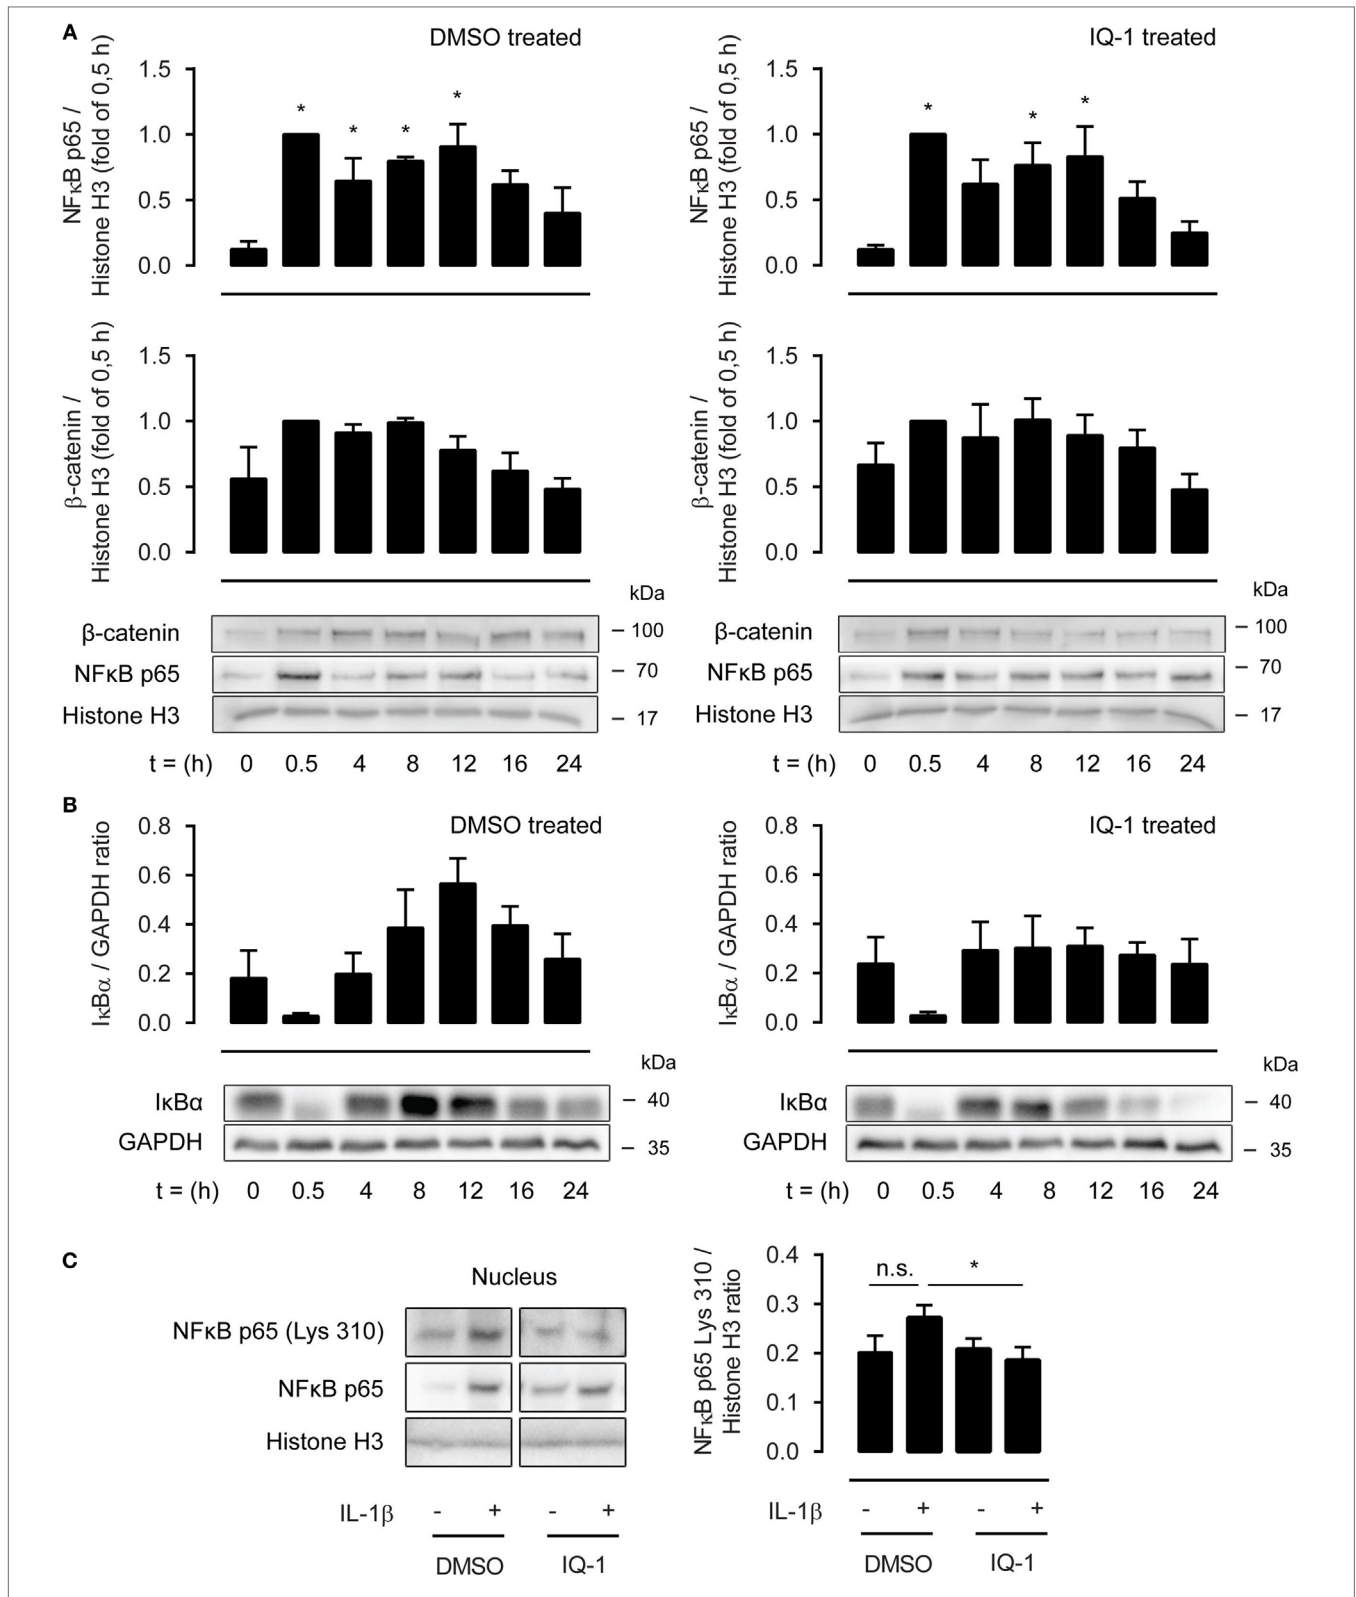 A
DMSO treated
IQ-1 treated
NFκB p65 /
Histone H3 (fold of 0,5 h)
1.5
1.0
0.5
0.0
* * * *
NFκB p65 /
Histone H3 (fold of 0,5 h)
1.5
1.0
0.5
0.0
* * *
β-catenin /
Histone H3 (fold of 0,5 h)
1.5
1.0
0.5
0.0
β-catenin /
Histone H3 (fold of 0,5 h)
1.5
1.0
0.5
0.0
kDa
β-catenin – 100
NFκB p65 – 70
Histone H3 – 17
t = (h) 0 0.5 4 8 12 16 24
kDa
β-catenin – 100
NFκB p65 – 70
Histone H3 – 17
t = (h) 0 0.5 4 8 12 16 24
B
DMSO treated
IκBα / GAPDH ratio
0.8
0.6
0.4
0.2
0.0
kDa
IκBα – 40
GAPDH – 35
t = (h) 0 0.5 4 8 12 16 24
IQ-1 treated
IκBα / GAPDH ratio
0.8
0.6
0.4
0.2
0.0
kDa
IκBα – 40
GAPDH – 35
t = (h) 0 0.5 4 8 12 16 24
C
Nucleus
NFκB p65 (Lys 310)
NFκB p65
Histone H3
IL-1β - + - +
DMSO IQ-1
NFκB p65 Lys 310 /
Histone H3 ratio
0.4
0.3
0.2
0.1
0.0
n.s. *
IL-1β - + - +
DMSO IQ-1